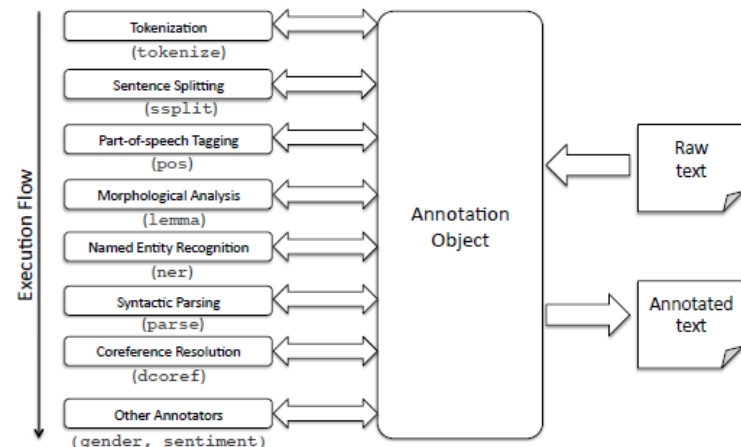 Execution Flow
Tokenization
(tokenize)
Sentence Splitting
(ssplit)
Part-of-speech Tagging
(pos)
Morphological Analysis
(lemma)
Named Entity Recognition
(ner)
Syntactic Parsing
(parse)
Coreference Resolution
(dcoref)
Other Annotators
(gender, sentiment)
Annotation
Object
Raw
text
Annotated
text